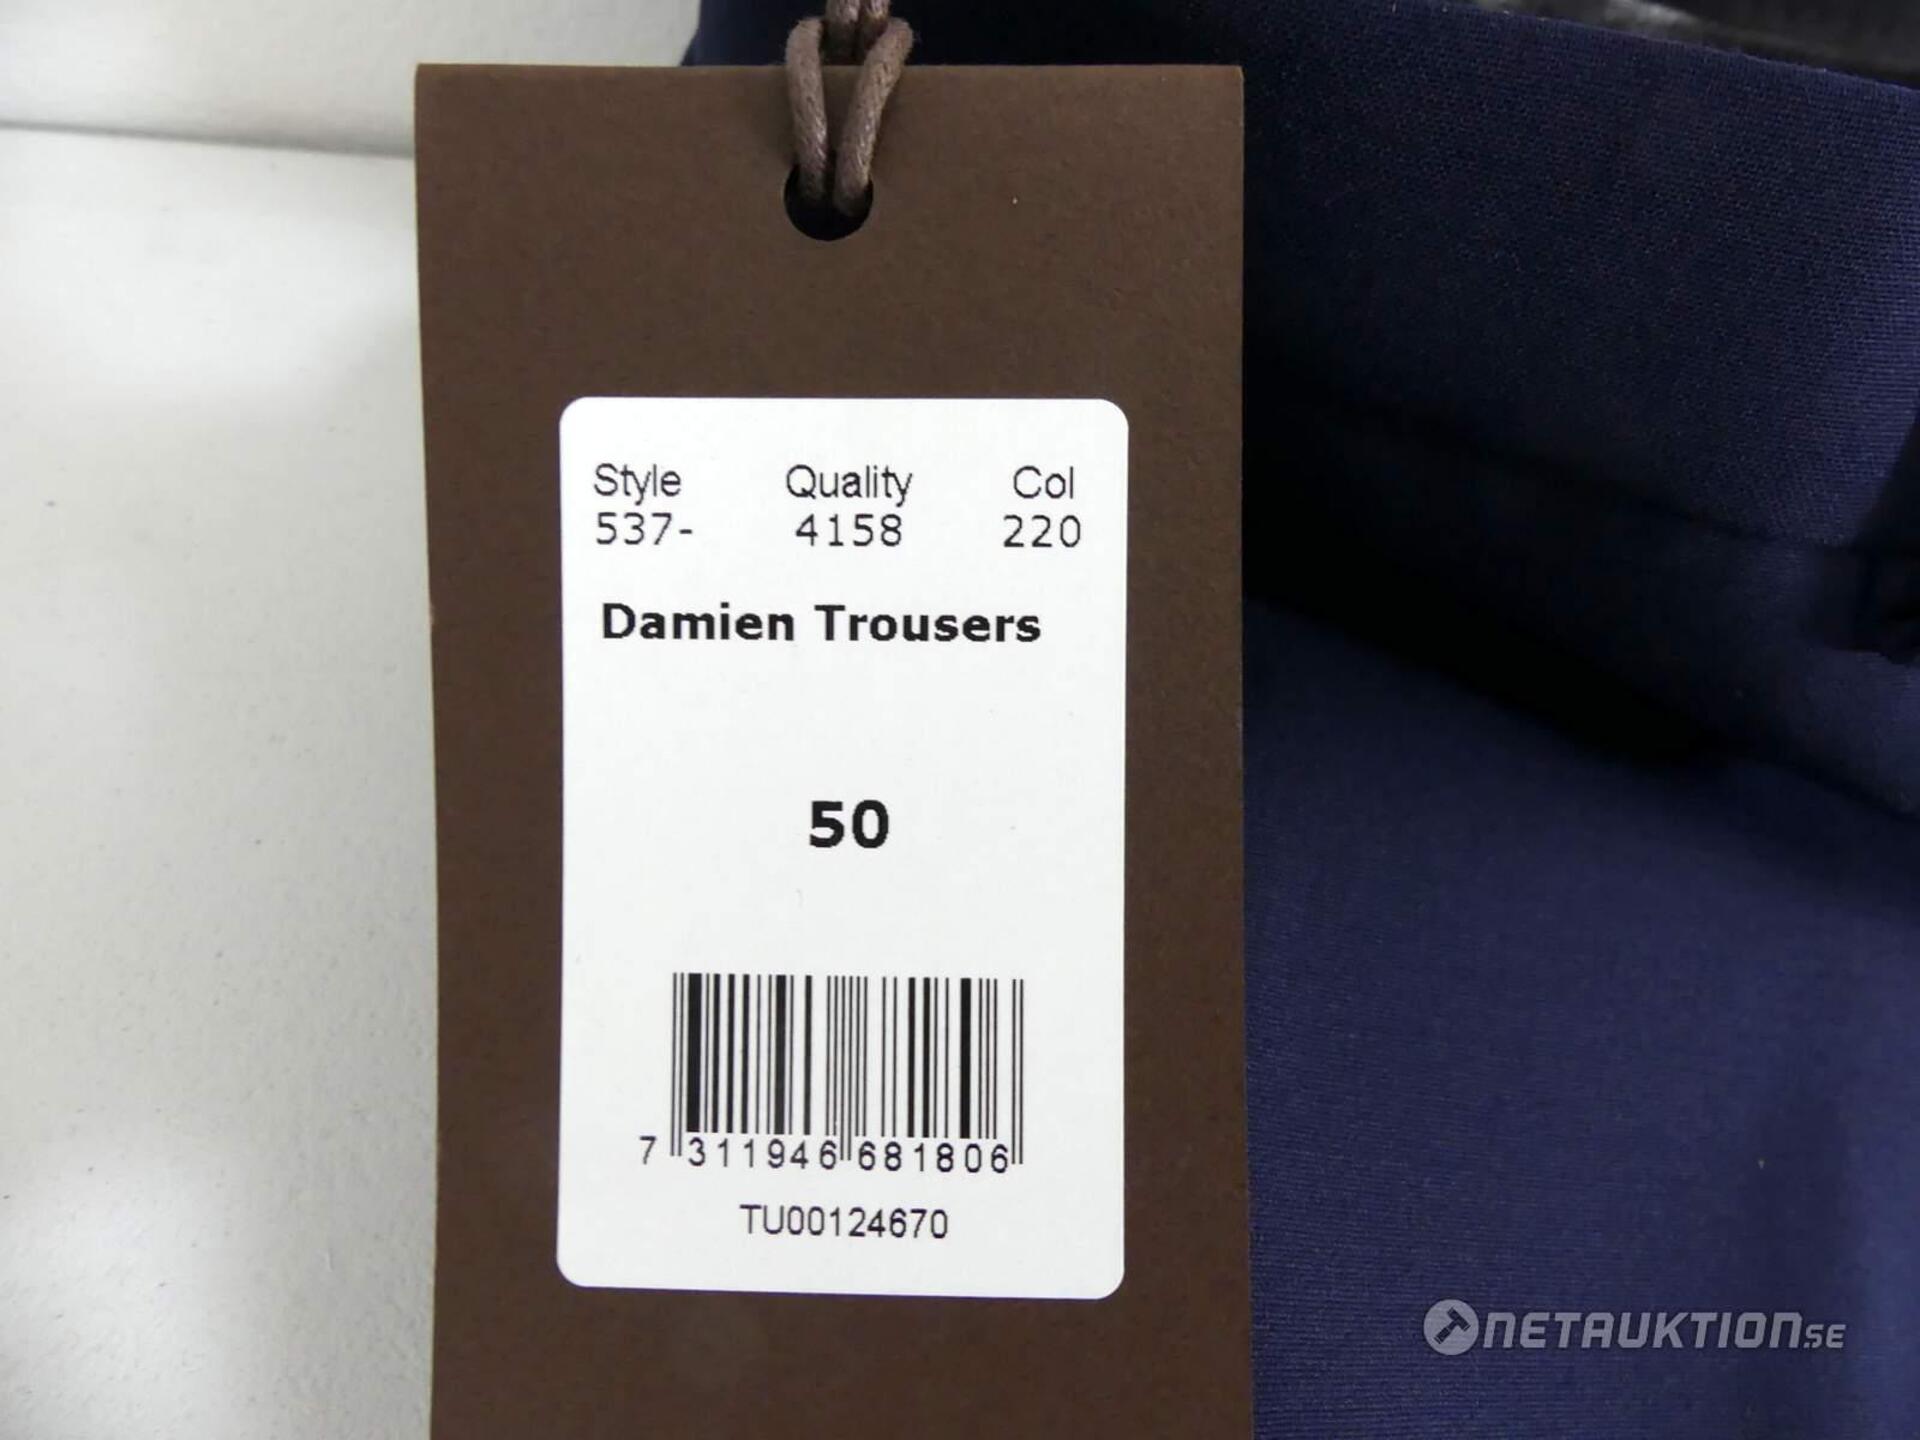 Style Quality Col
537- 4158 220
Damien Trousers
50
7 311946 681806
TU00124670
NETAUKTION.SE